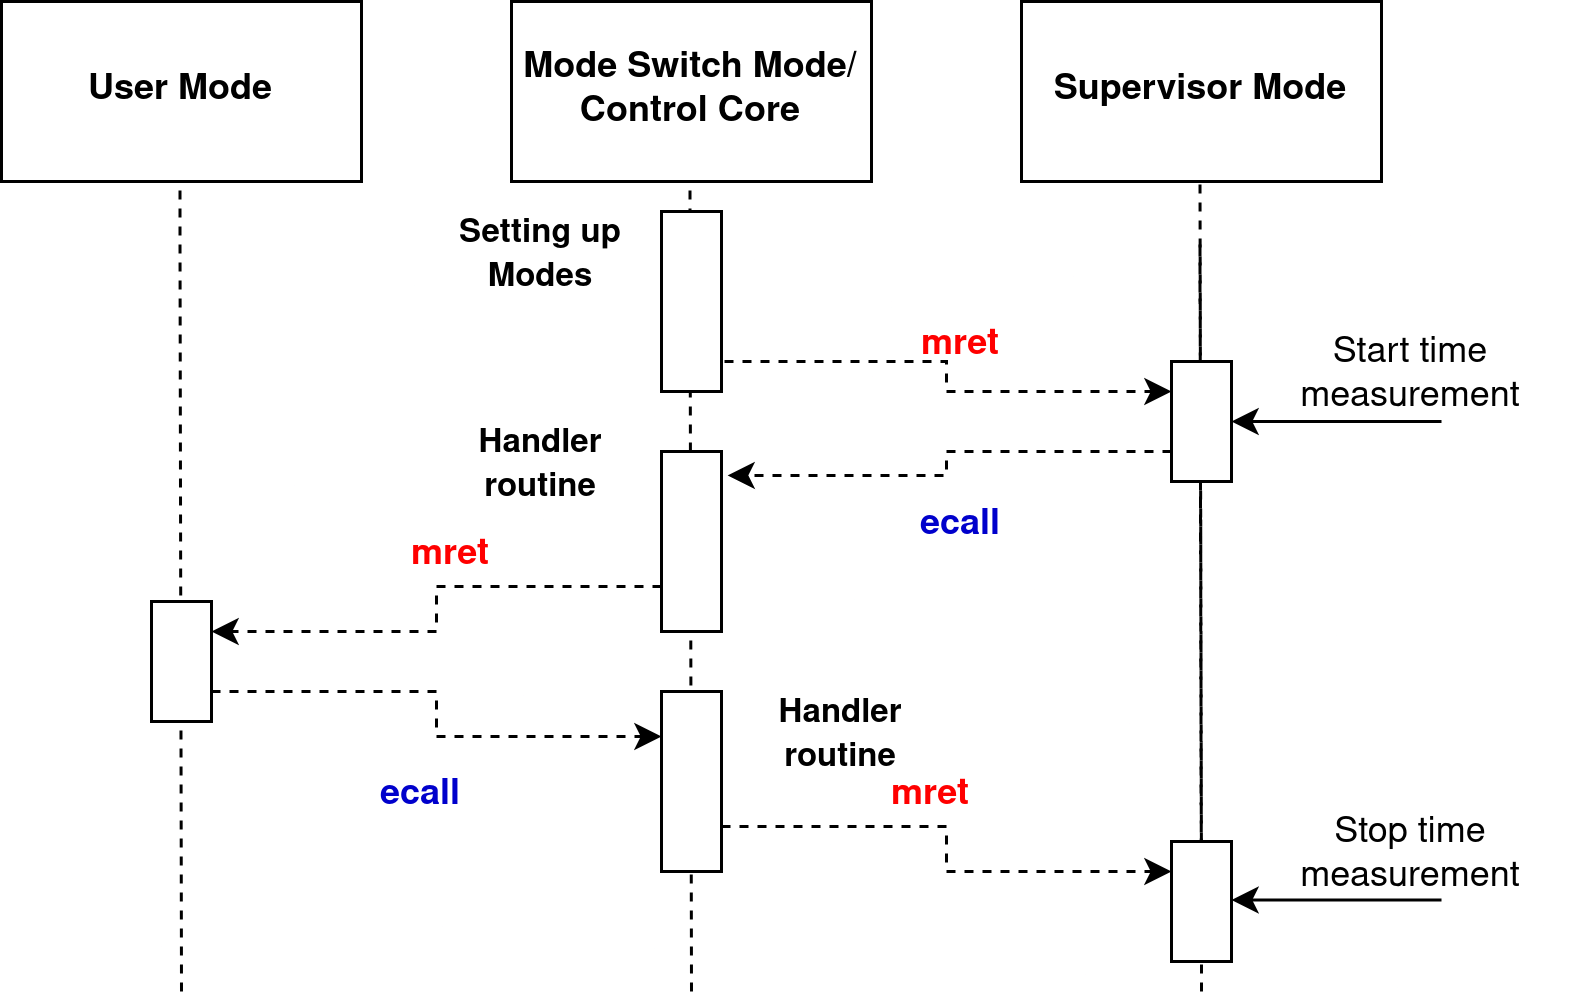 User Mode
Mode Switch Mode/
Control Core
Supervisor Mode
Setting up
Modes
mret
Start time
measurement
Handler
routine
ecall
mret
Handler
routine
ecall
mret
Stop time
measurement